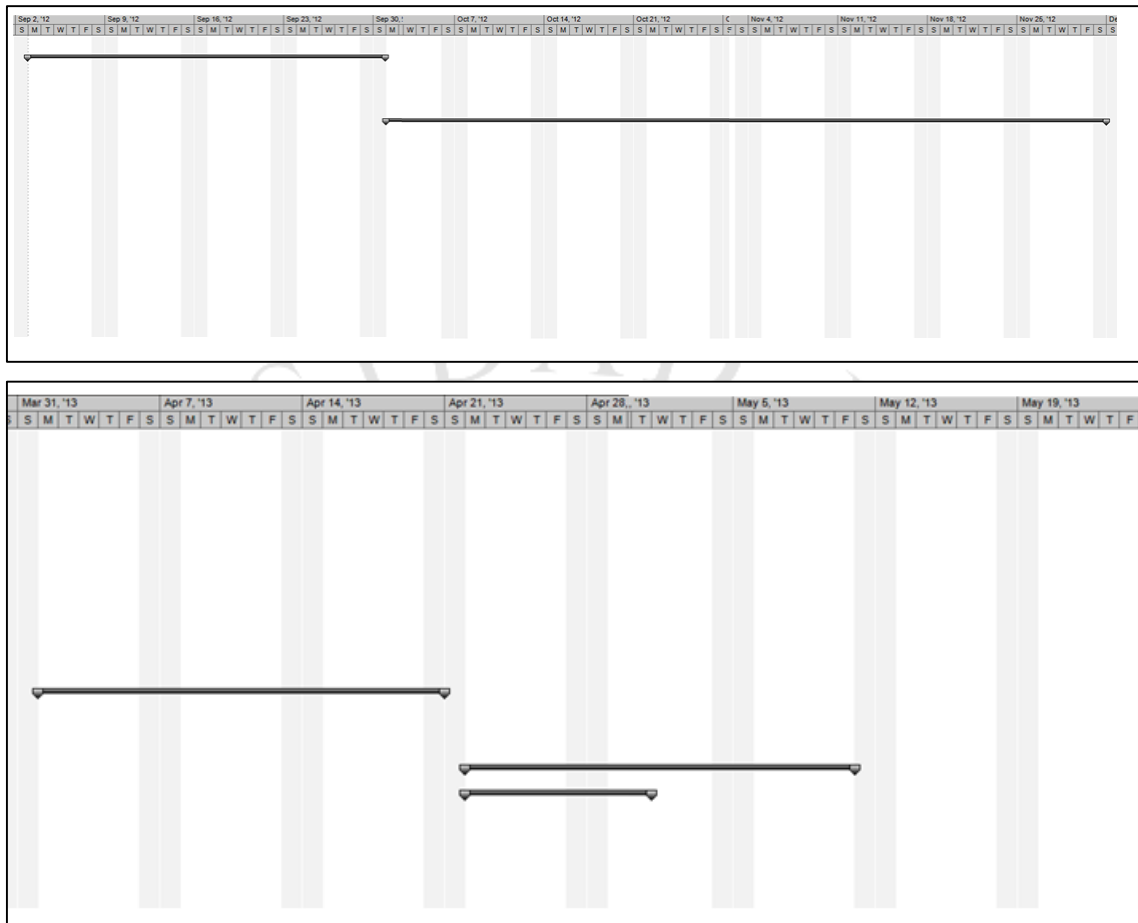 Sep 2, '12 Sep 9, '12 Sep 16, '12 Sep 23, '12 Sep 30, Oct 7, '12 Oct 14, '12 Oct 21, '12 Nov 4, '12 Nov 11, '12 Nov 18, '12 Nov 25, '12 De
S M T W T F S S M T W T F S S M T W T F S S M T W T F S S M W T F S S M T W T F S S M T W T F S S M T W T F S S F S S M T W T F S S M T W T F S S M T W T F S S M T W T F S S
Mar 31, '13 Apr 7, '13 Apr 14, '13 Apr 21, '13 Apr 28,, '13 May 5, '13 May 12, '13 May 19, '13
S S M T W T F S S M T W T F S S M T W T F S S M T W T F S S M T W T F S S M T W T F S S M T W T F S S M T W T F